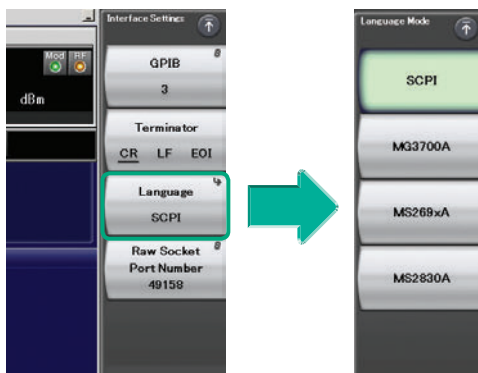 Interface Settings
Mod RF
dBm
GPIB
3
Terminator
CR LF EOI
Language
SCPI
Raw Socket
Port Number
49158
Language Mode
SCPI
MG3700A
MS269xA
MS2830A